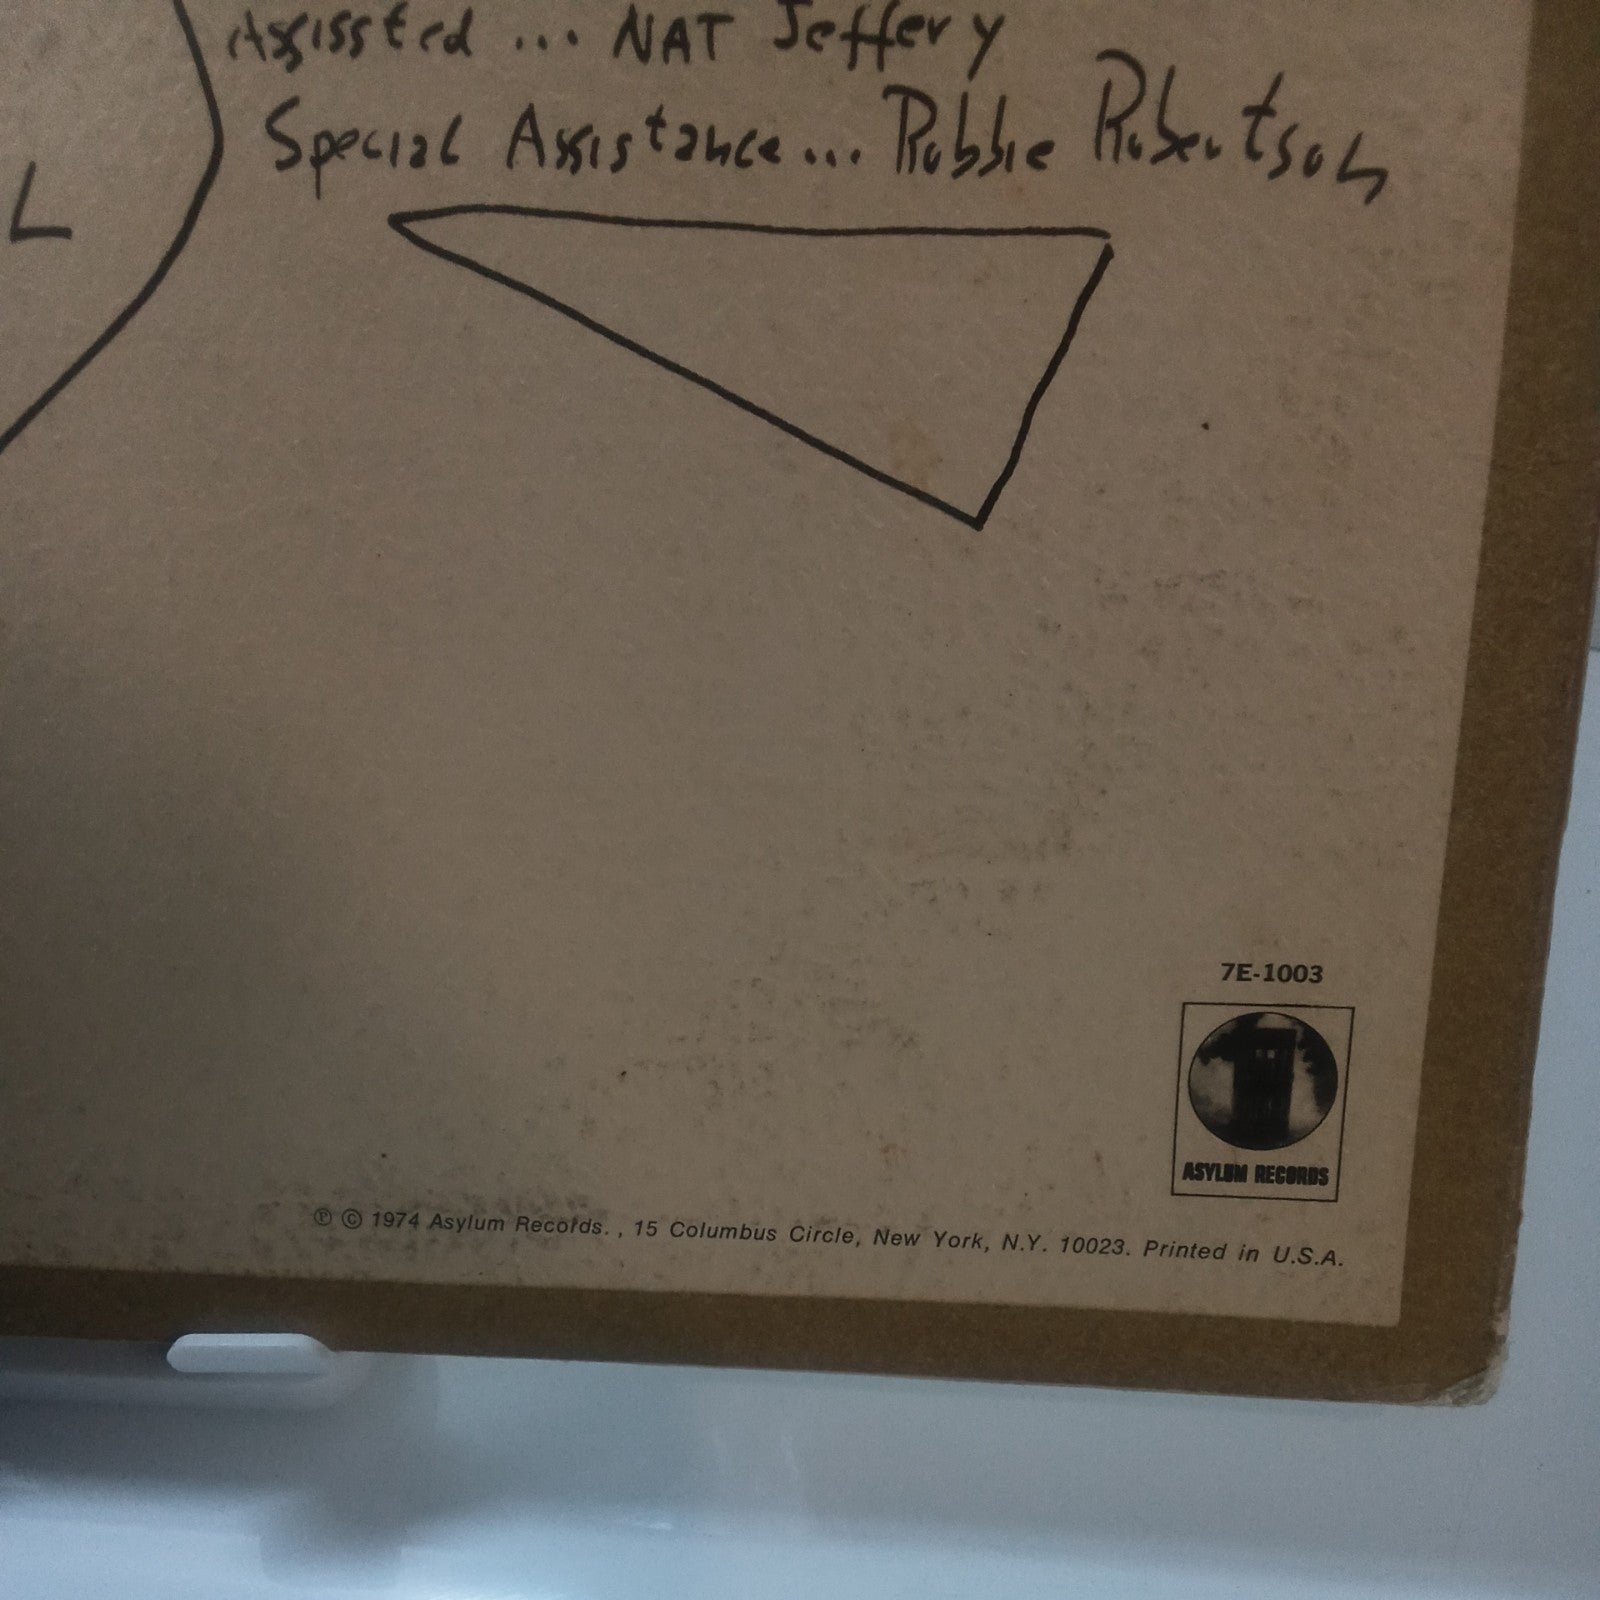 Assissted ... NAT Jeffery
Special Assistance ... Robbie Robertson
L
7E-1003
ASYLUM RECORDS
℗ © 1974 Asylum Records. , 15 Columbus Circle, New York, N.Y. 10023. Printed in U.S.A.